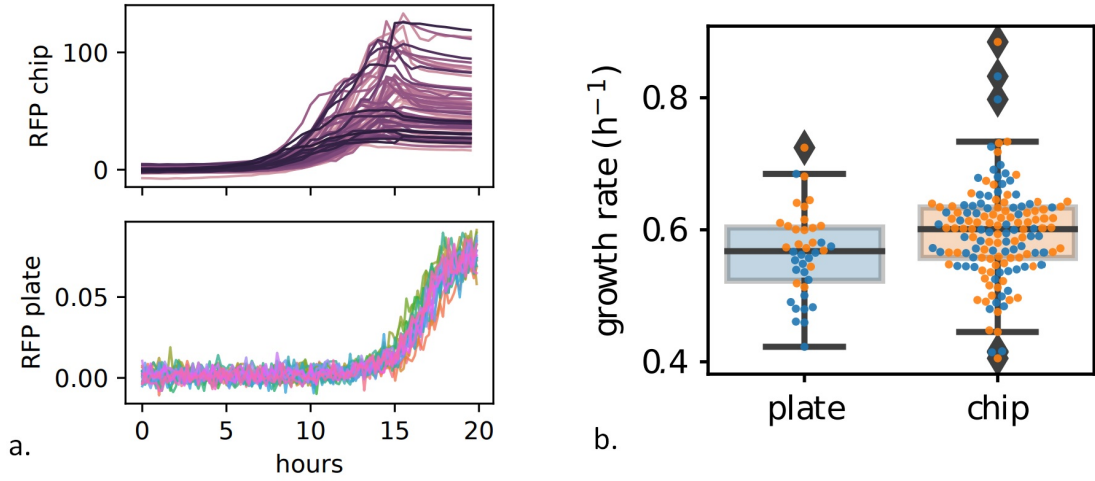 RFP chip
100
0
RFP plate
0.05
0.00
0
5
10
15
20
hours
a.
growth rate (h⁻¹)
0.8
0.6
0.4
plate
chip
b.